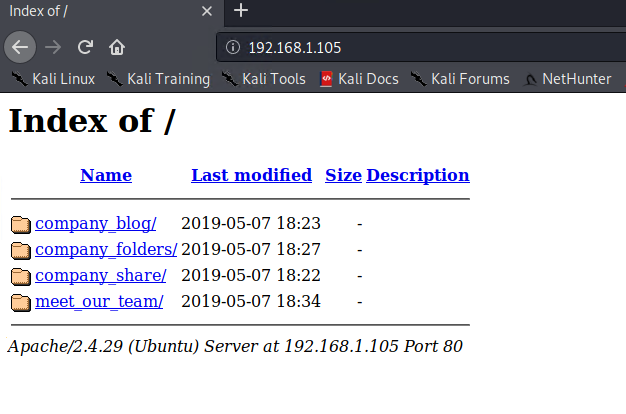 Index of /
192.168.1.105
Kali Linux Kali Training Kali Tools Kali Docs Kali Forums NetHunter
Index of /
Name Last modified Size Description
company_blog/ 2019-05-07 18:23 -
company_folders/ 2019-05-07 18:27 -
company_share/ 2019-05-07 18:22 -
meet_our_team/ 2019-05-07 18:34 -
Apache/2.4.29 (Ubuntu) Server at 192.168.1.105 Port 80